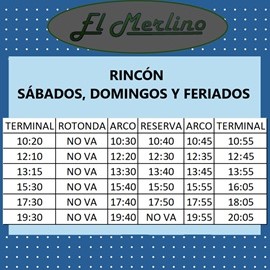 El Merlino
RINCÓN
SÁBADOS, DOMINGOS Y FERIADOS
TERMINAL ROTONDA ARCO RESERVA ARCO TERMINAL
10:20 NO VA 10:30 10:40 10:45 10:55
12:10 NO VA 12:20 12:30 12:35 12:45
13:15 NO VA 13:30 13:40 13:45 13:55
15:30 NO VA 15:40 15:50 15:55 16:05
17:30 NO VA 17:40 17:50 17:55 18:05
19:30 NO VA 19:40 NO VA 19:55 20:05